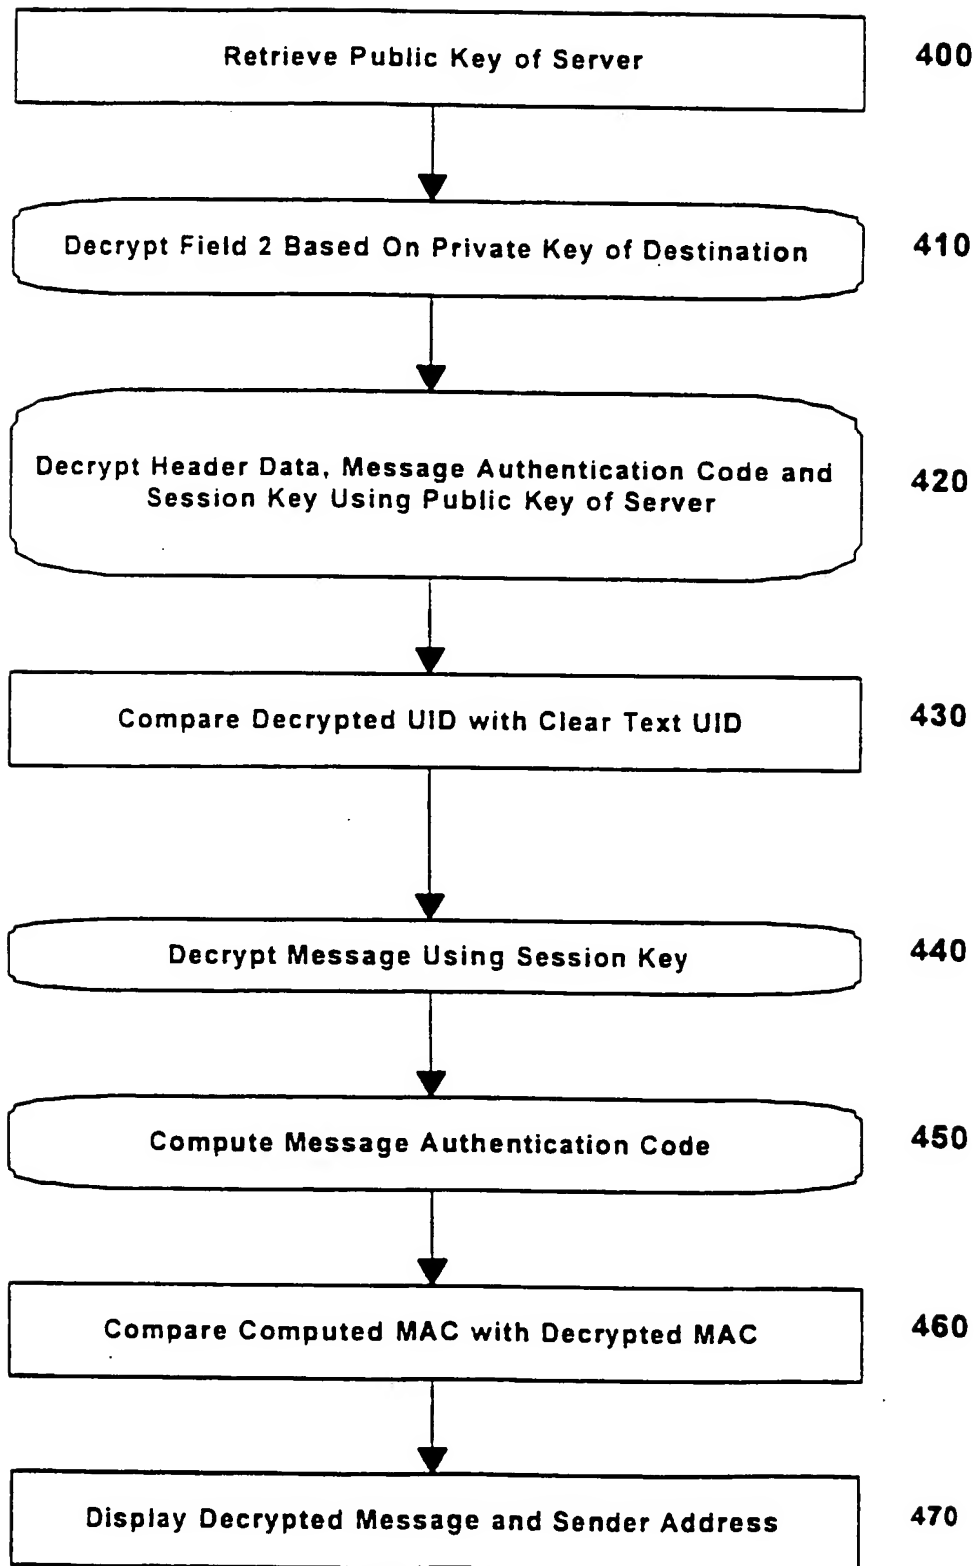 Retrieve Public Key of Server 400
Decrypt Field 2 Based On Private Key of Destination 410
Decrypt Header Data, Message Authentication Code and
Session Key Using Public Key of Server 420
Compare Decrypted UID with Clear Text UID 430
Decrypt Message Using Session Key 440
Compute Message Authentication Code 450
Compare Computed MAC with Decrypted MAC 460
Display Decrypted Message and Sender Address 470